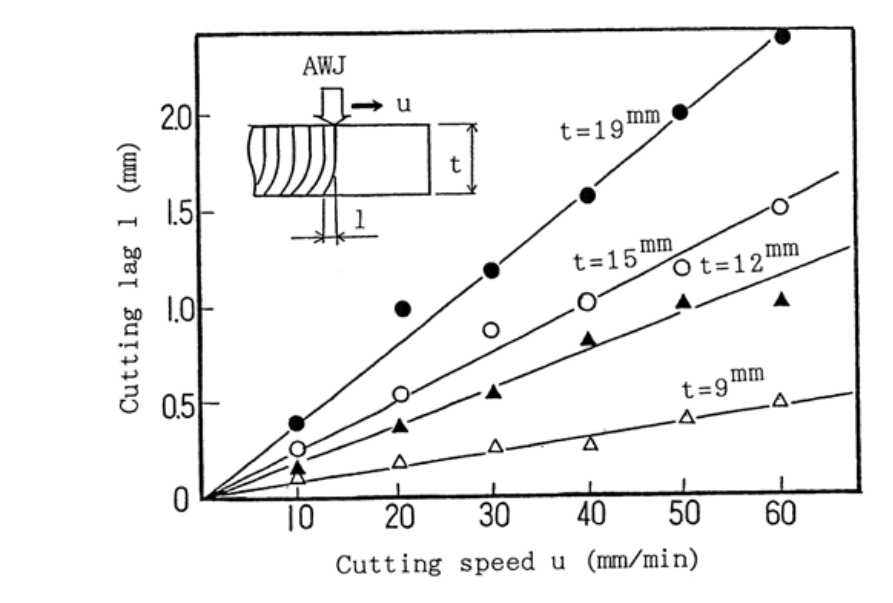 AWJ
u
t
l
t=19mm
t=15mm
t=12mm
t=9mm
Cutting lag l (mm)
2.0
1.5
1.0
0.5
0
10 20 30 40 50 60
Cutting speed u (mm/min)